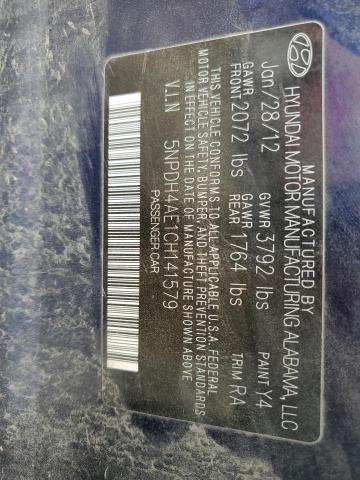 MANUFACTURED BY
HYUNDAI MOTOR MANUFACTURING ALABAMA, LLC
Jan/28/12 GVWR 3792 lbs PAINT Y4
GAWR FRONT 2072 lbs GAWR REAR 1764 lbs TRIM RA
THIS VEHICLE CONFORMS TO ALL APPLICABLE U.S.A. FEDERAL
MOTOR VEHICLE SAFETY, BUMPER, AND THEFT PREVENTION STANDARDS
IN EFFECT ON THE DATE OF MANUFACTURE SHOWN ABOVE
V.I.N 5NPDH4AE1CH141579
PASSENGER CAR